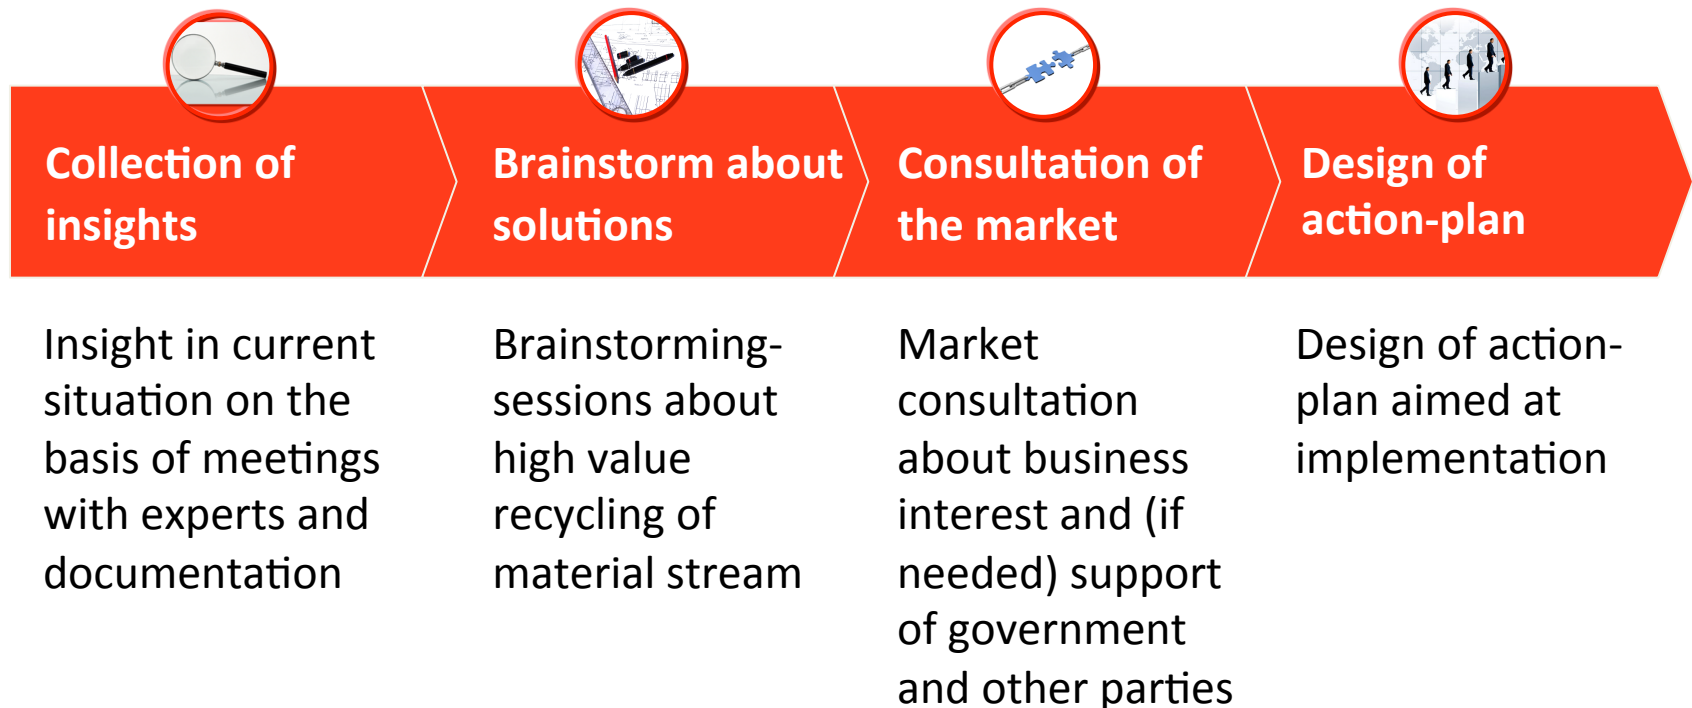 Collection of
insights
Brainstorm about
solutions
Consultation of
the market
Design of
action-plan
Insight in current
situation on the
basis of meetings
with experts and
documentation
Brainstorming-
sessions about
high value
recycling of
material stream
Market
consultation
about business
interest and (if
needed) support
of government
and other parties
Design of action-
plan aimed at
implementation